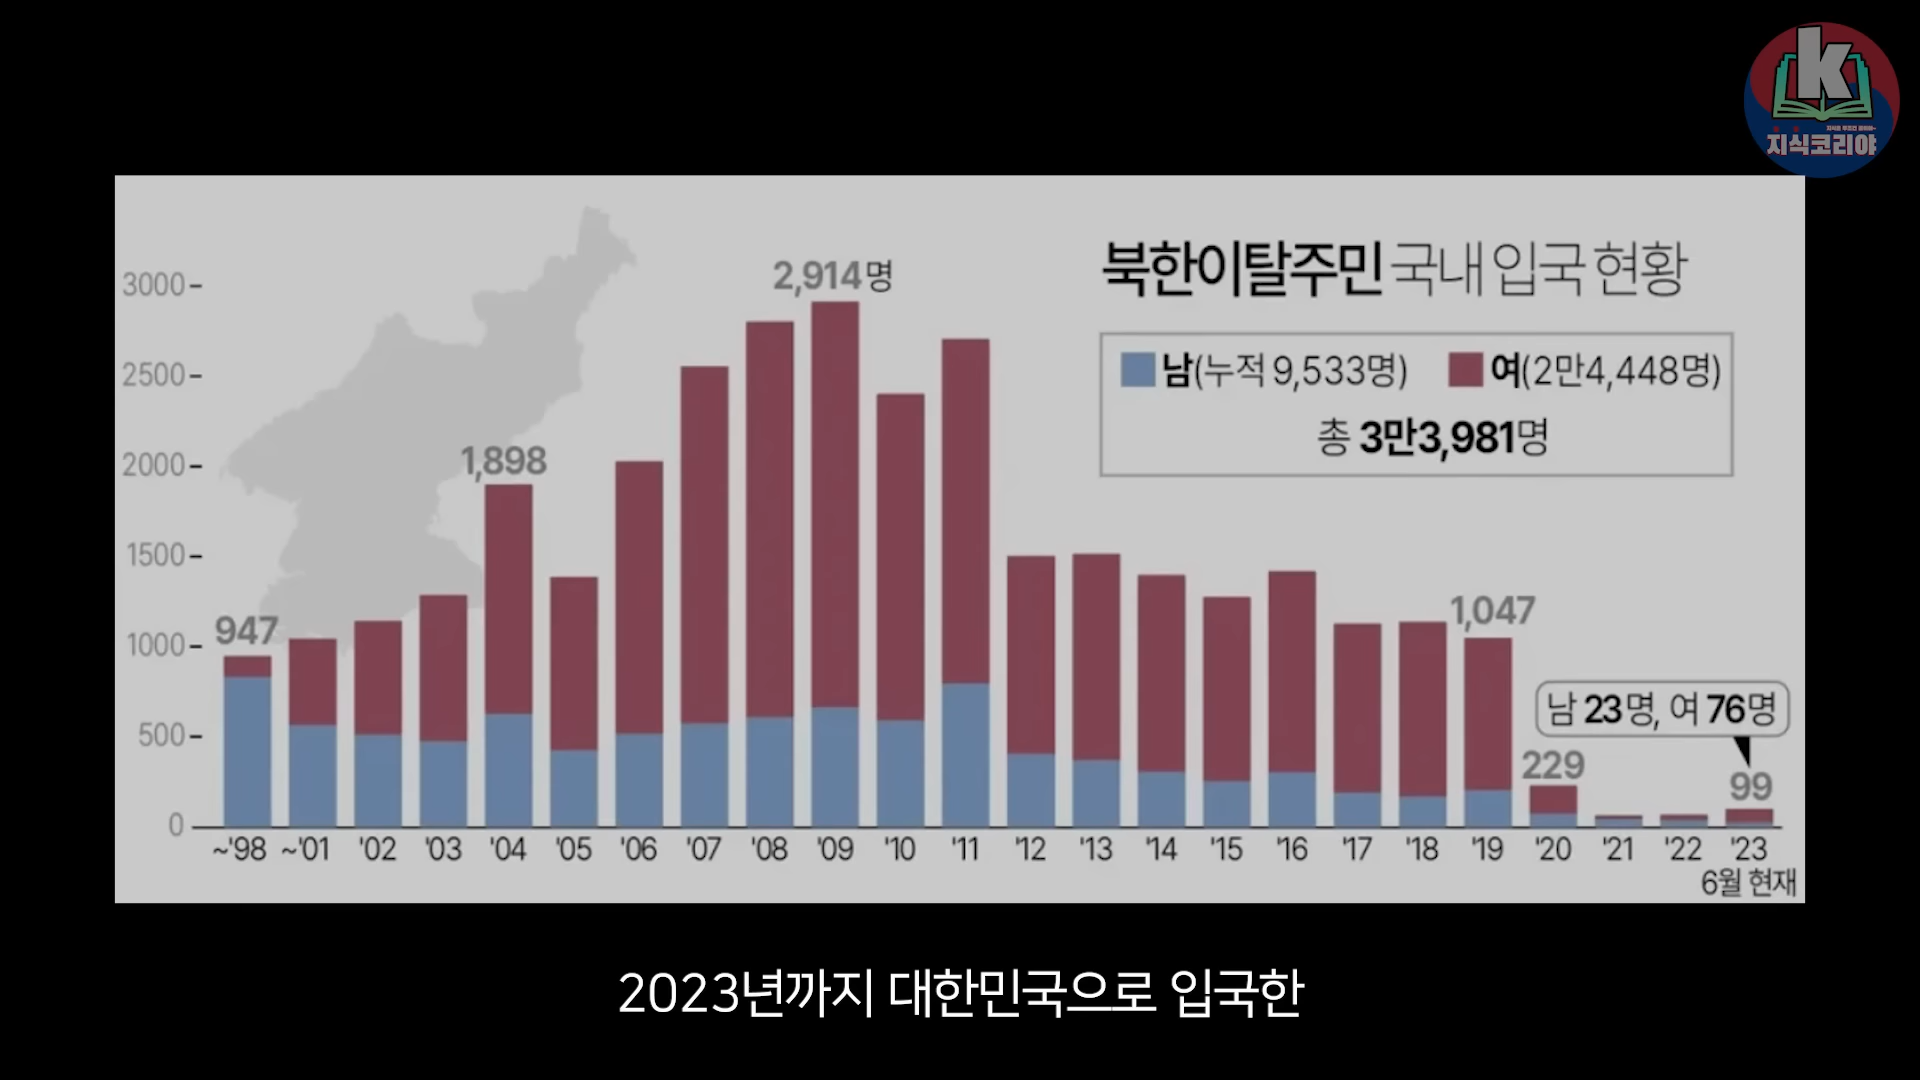 k
지식코리아
북한이탈주민 국내 입국 현황
남(누적 9,533명) 여(2만4,448명)
총 3만3,981명
3000
2500
2000
1500
1000
500
0
947
1,898
2,914명
1,047
229
남 23명, 여 76명
99
~'98 ~'01 '02 '03 '04 '05 '06 '07 '08 '09 '10 '11 '12 '13 '14 '15 '16 '17 '18 '19 '20 '21 '22 '23
6월 현재
2023년까지 대한민국으로 입국한